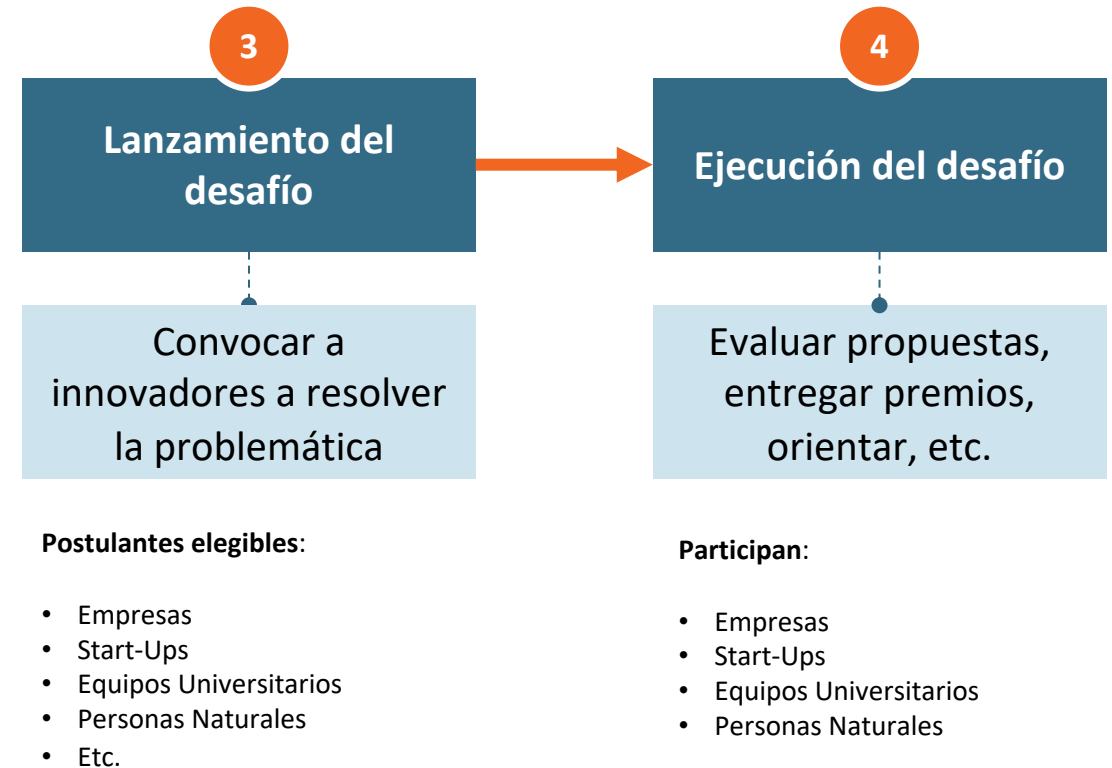 3
Lanzamiento del
desafío
Convocar a
innovadores a resolver
la problemática
Postulantes elegibles:
• Empresas
• Start-Ups
• Equipos Universitarios
• Personas Naturales
• Etc.
4
Ejecución del desafío
Evaluar propuestas,
entregar premios,
orientar, etc.
Participan:
• Empresas
• Start-Ups
• Equipos Universitarios
• Personas Naturales